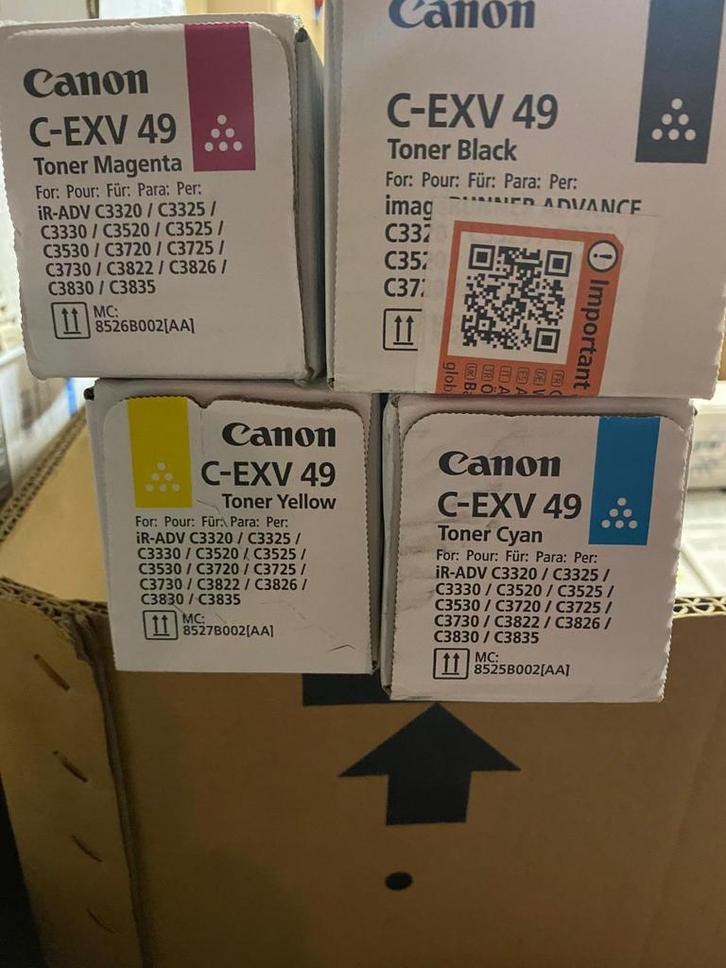 Canon
C-EXV 49
Toner Magenta
For: Pour: Für: Para: Per:
iR-ADV C3320 / C3325 /
C3330 / C3520 / C3525 /
C3530 / C3720 / C3725 /
C3730 / C3822 / C3826 /
C3830 / C3835
MC:
8526B002[AA]
Canon
C-EXV 49
Toner Black
For: Pour: Für: Para: Per:
imageRUNNER ADVANCE
C332
C352
C372
Important
Canon
C-EXV 49
Toner Yellow
For: Pour: Für: Para: Per:
iR-ADV C3320 / C3325 /
C3330 / C3520 / C3525 /
C3530 / C3720 / C3725 /
C3730 / C3822 / C3826 /
C3830 / C3835
MC:
8527B002[AA]
Canon
C-EXV 49
Toner Cyan
For: Pour: Für: Para: Per:
iR-ADV C3320 / C3325 /
C3330 / C3520 / C3525 /
C3530 / C3720 / C3725 /
C3730 / C3822 / C3826 /
C3830 / C3835
MC:
8525B002[AA]